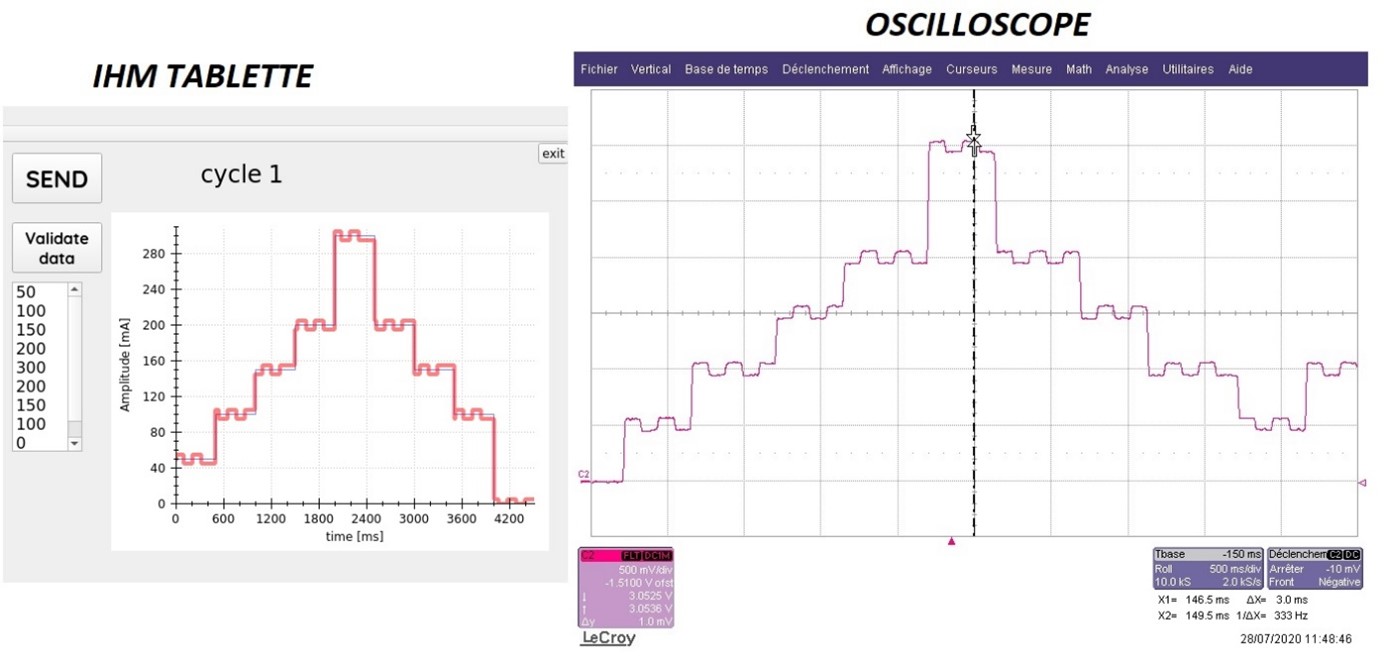 OSCILLOSCOPE
IHM TABLETTE
Fichier Vertical Base de temps Déclenchement Affichage Curseurs Mesure Math Analyse Utilitaires Aide
exit
SEND
cycle 1
Validate
data
50
100
150
200
300
200
150
100
0
Amplitude [mA]
280
240
200
160
120
80
40
0
0 600 1200 1800 2400 3000 3600 4200
time [ms]
C2
C2 FLT DC1M
500 mV/div
-1.5100 V ofst
3.0525 V
3.0536 V
Δy 1.0 mV
LeCroy
Tbase -150 ms
Roll 500 ms/div
10.0 kS 2.0 kS/s
Déclenchem C2 DC
Arrêter -10 mV
Front Négative
X1= 146.5 ms ΔX= 3.0 ms
X2= 149.5 ms 1/ΔX= 333 Hz
28/07/2020 11:48:46